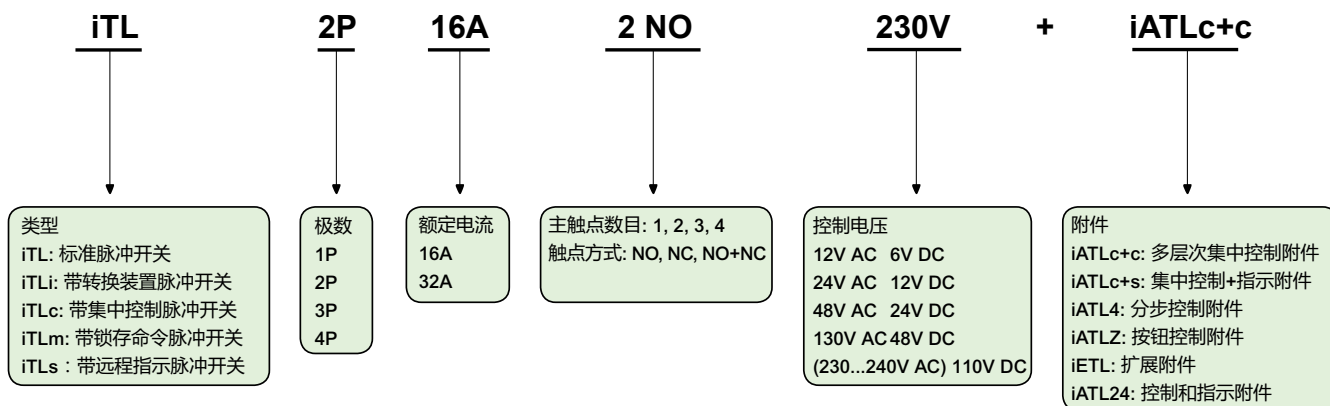 iTL 2P 16A 2 NO 230V + iATLc+c
类型
iTL: 标准脉冲开关
iTLi: 带转换装置脉冲开关
iTLc: 带集中控制脉冲开关
iTLm: 带锁存命令脉冲开关
iTLs：带远程指示脉冲开关
极数
1P
2P
3P
4P
额定电流
16A
32A
主触点数目: 1, 2, 3, 4
触点方式: NO, NC, NO+NC
控制电压
12V AC 6V DC
24V AC 12V DC
48V AC 24V DC
130V AC 48V DC
(230...240V AC) 110V DC
附件
iATLc+c: 多层次集中控制附件
iATLc+s: 集中控制+指示附件
iATL4: 分步控制附件
iATLZ: 按钮控制附件
iETL: 扩展附件
iATL24: 控制和指示附件